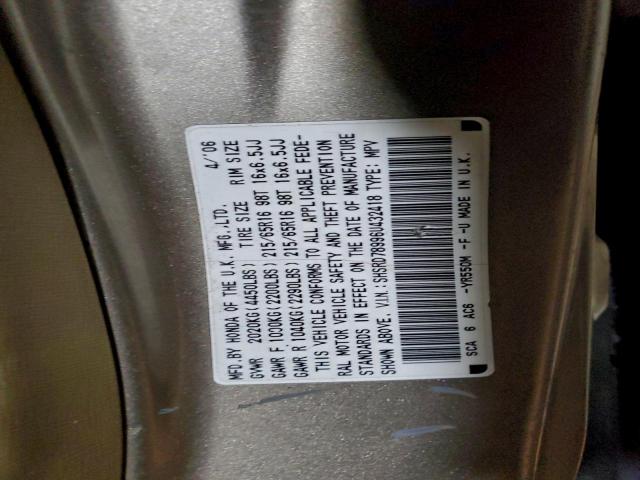 MFD.BY HONDA OF THE U.K. MFG.,LTD. 4/'06
GVWR 2020KG(4450LBS) TIRE SIZE RIM SIZE
GAWR F 1000KG(2200LBS) 215/65R16 98T 16x6.5JJ
GAWR R 1040KG(2290LBS) 215/65R16 98T 16x6.5JJ
THIS VEHICLE CONFORMS TO ALL APPLICABLE FEDE-
RAL MOTOR VEHICLE SAFETY AND THEFT PREVENTION
STANDARDS IN EFFECT ON THE DATE OF MANUFACTURE
SHOWN ABOVE. V.I.N: SHSRD78996U432418 TYPE: MPV
SCA 6 AC6 -YR550M -F -U MADE IN U.K.